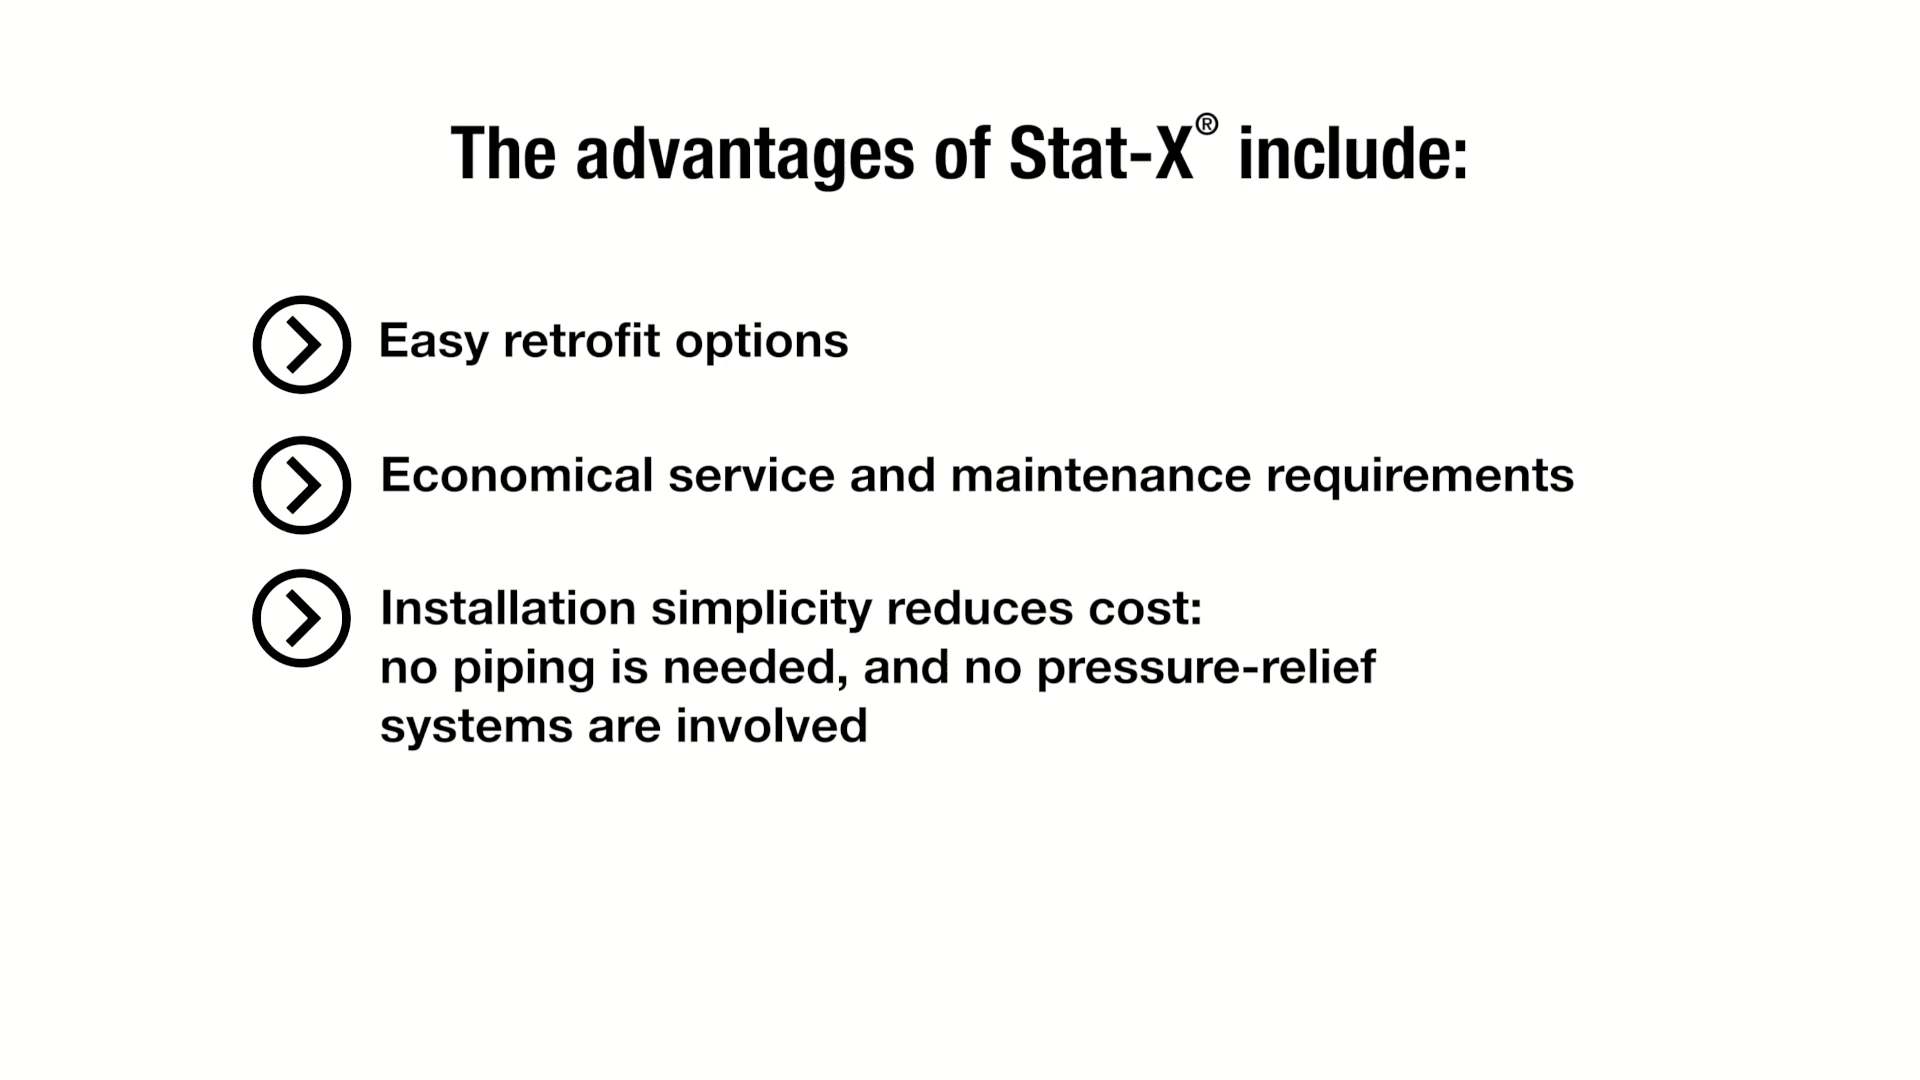 The advantages of Stat-X® include:
Easy retrofit options
Economical service and maintenance requirements
Installation simplicity reduces cost:
no piping is needed, and no pressure-relief
systems are involved